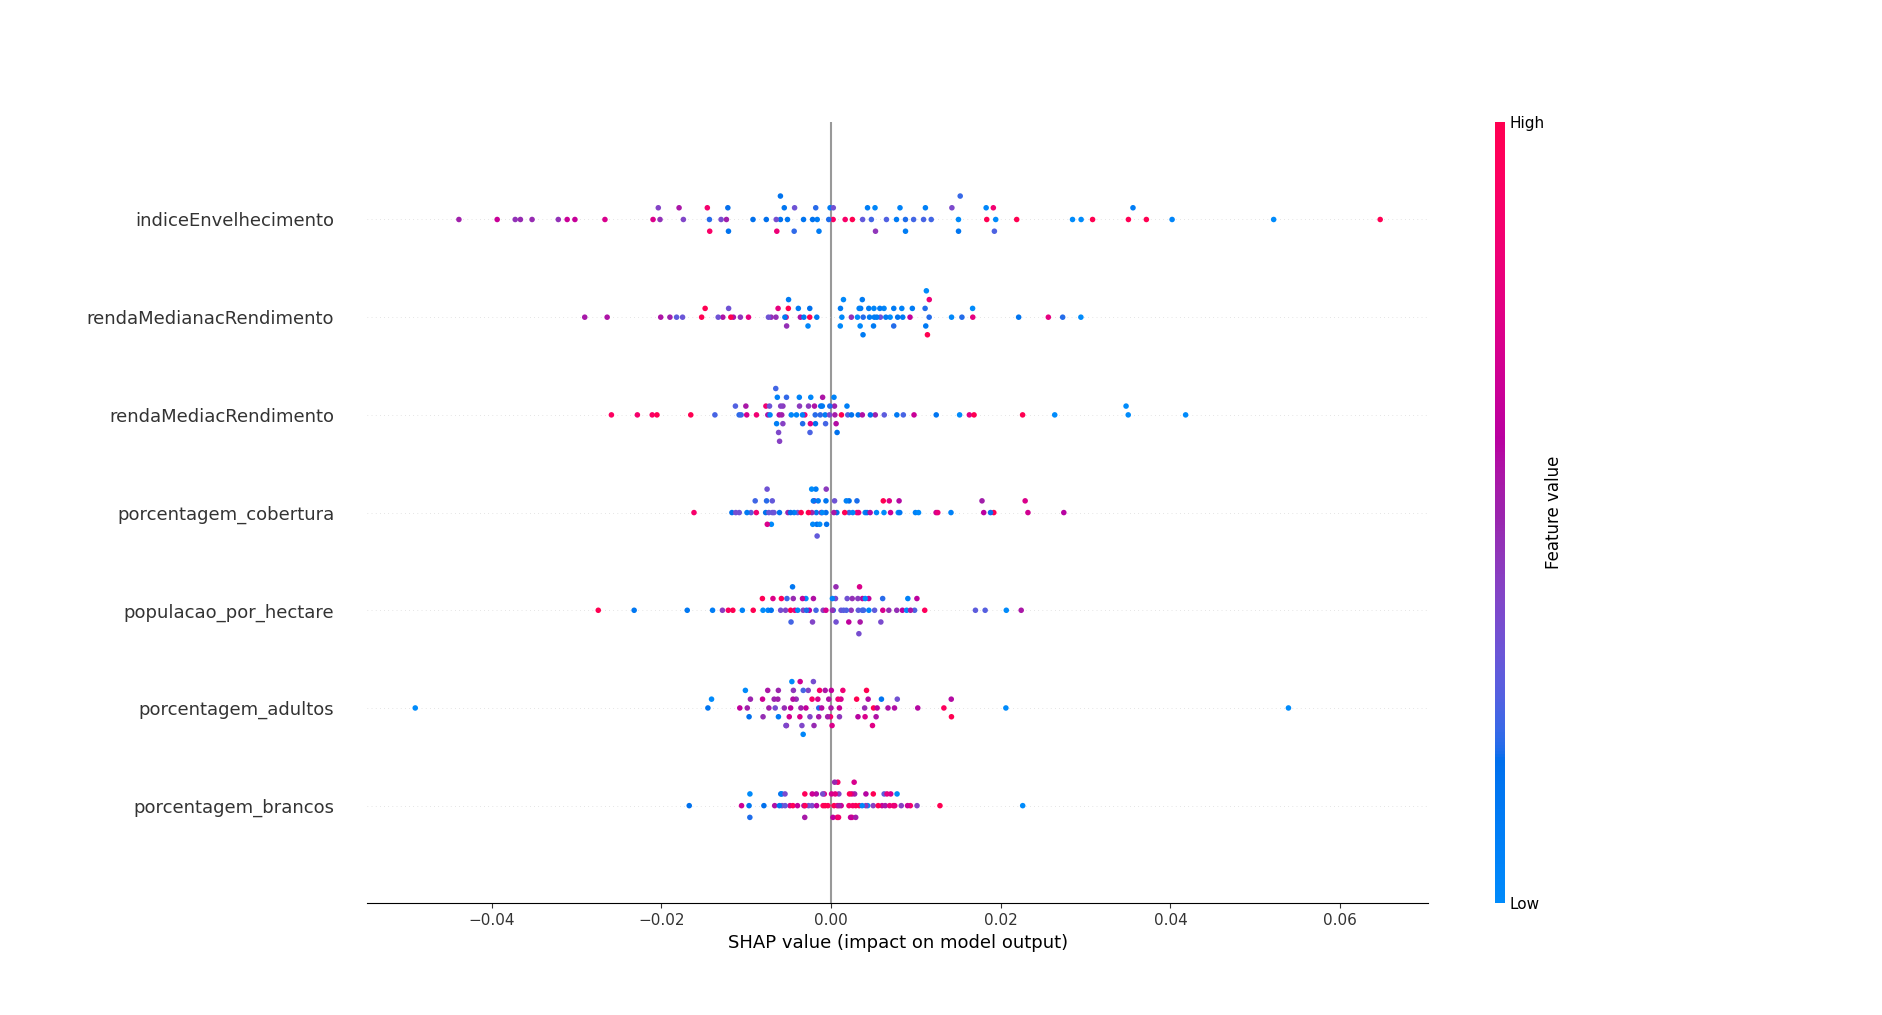 High
indiceEnvelhecimento
rendaMedianacRendimento
rendaMediacRendimento
porcentagem_cobertura
populacao_por_hectare
porcentagem_adultos
porcentagem_brancos
Feature value
Low
−0.04 −0.02 0.00 0.02 0.04 0.06
SHAP value (impact on model output)